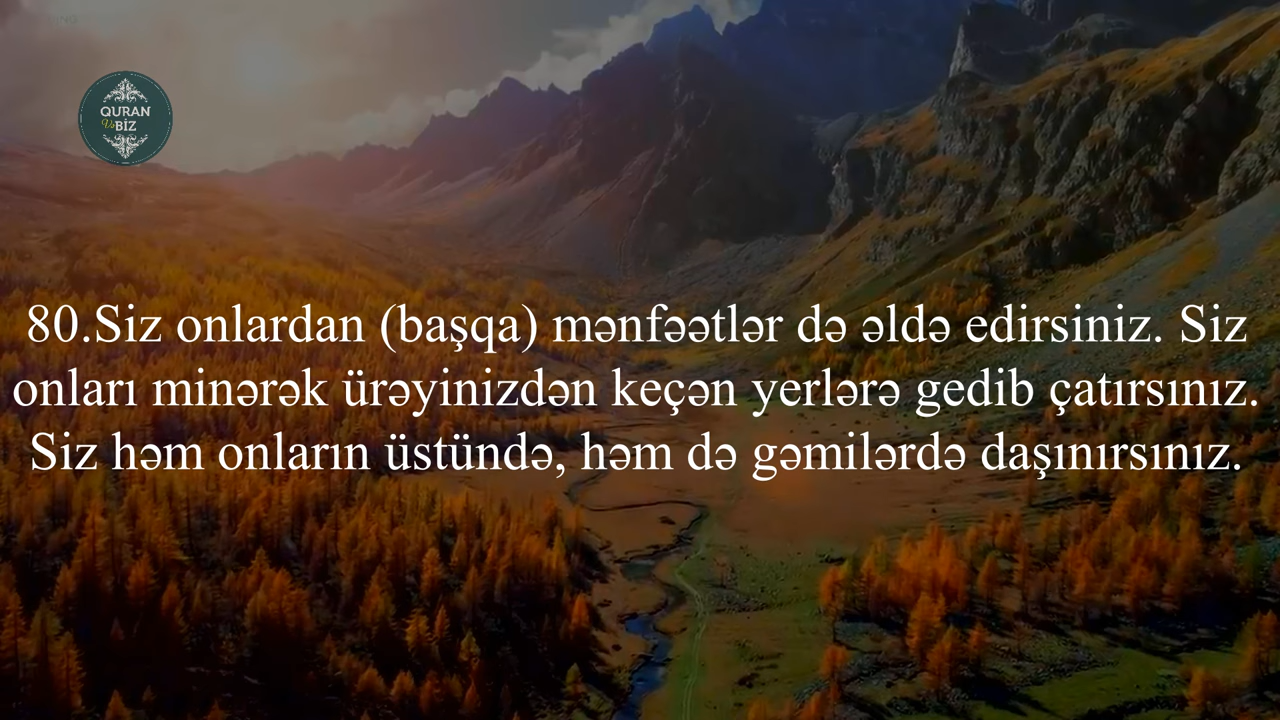 QURAN
Və BİZ
80.Siz onlardan (başqa) mənfəətlər də əldə edirsiniz. Siz
onları minərək ürəyinizdən keçən yerlərə gedib çatırsınız.
Siz həm onların üstündə, həm də gəmilərdə daşınırsınız.